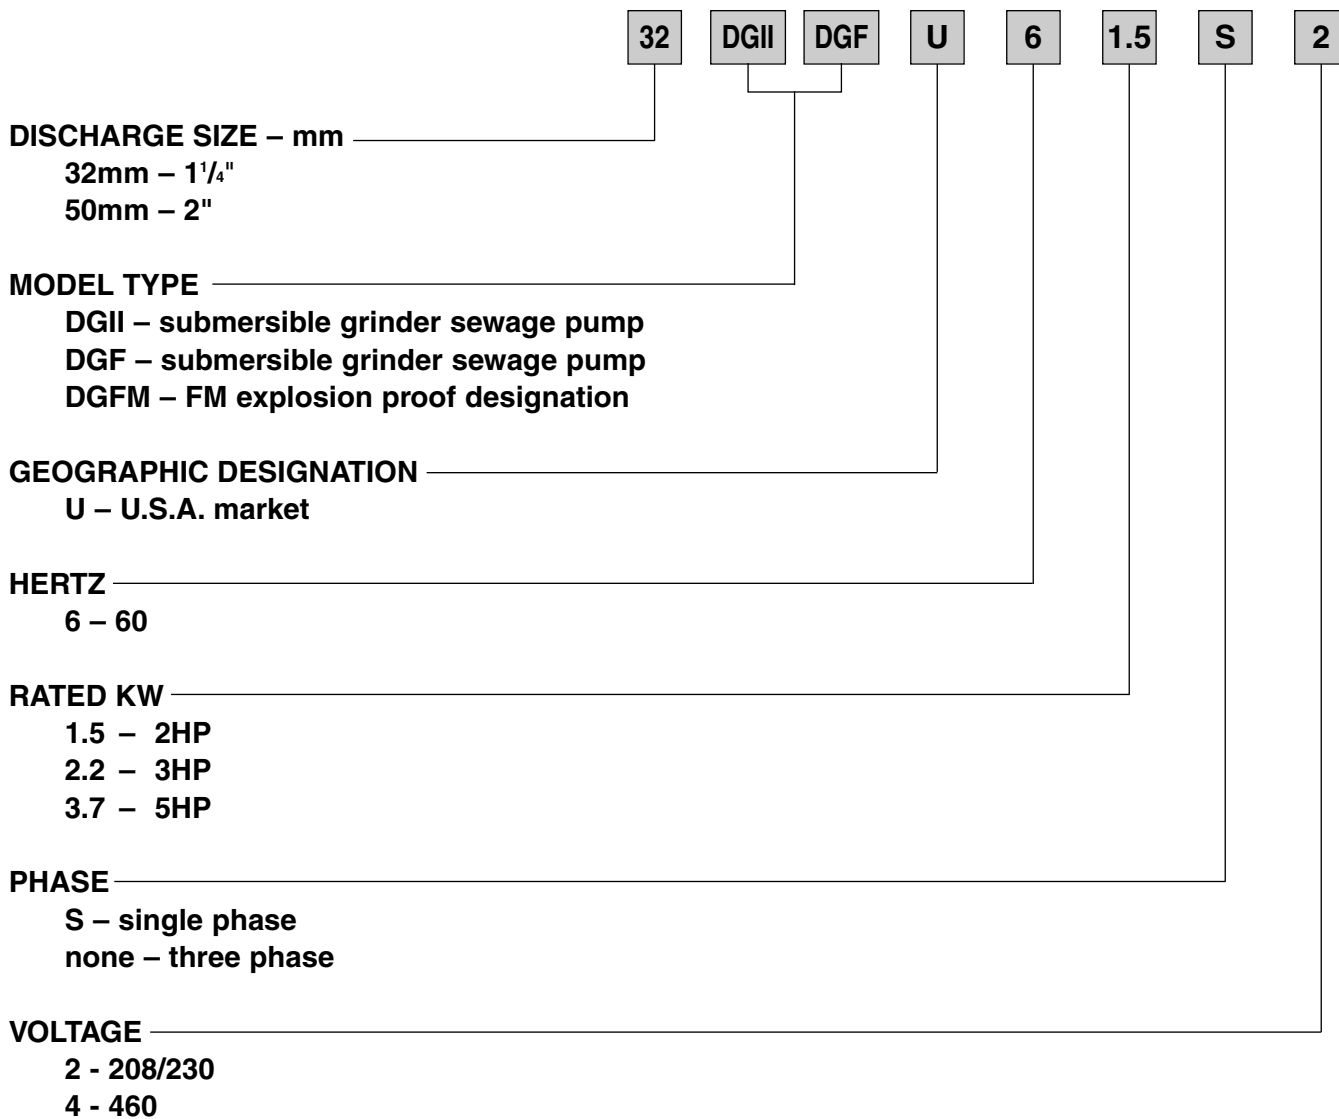 32 DGII DGF U 6 1.5 S 2
DISCHARGE SIZE – mm
32mm – 1 1/4"
50mm – 2"
MODEL TYPE
DGII – submersible grinder sewage pump
DGF – submersible grinder sewage pump
DGFM – FM explosion proof designation
GEOGRAPHIC DESIGNATION
U – U.S.A. market
HERTZ
6 – 60
RATED KW
1.5 – 2HP
2.2 – 3HP
3.7 – 5HP
PHASE
S – single phase
none – three phase
VOLTAGE
2 - 208/230
4 - 460